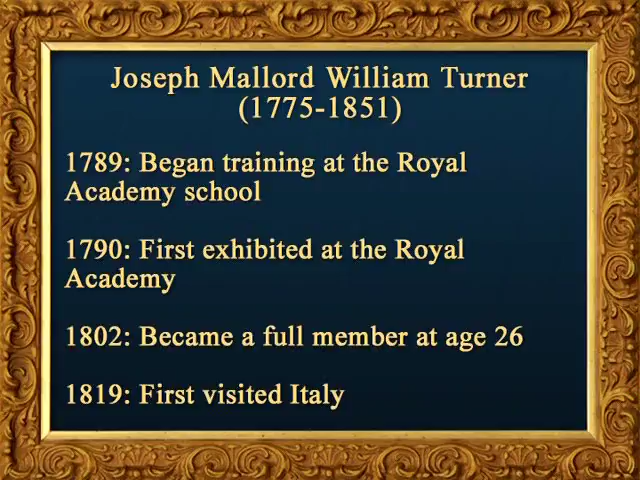 Joseph Mallord William Turner
(1775-1851)
1789: Began training at the Royal
Academy school
1790: First exhibited at the Royal
Academy
1802: Became a full member at age 26
1819: First visited Italy